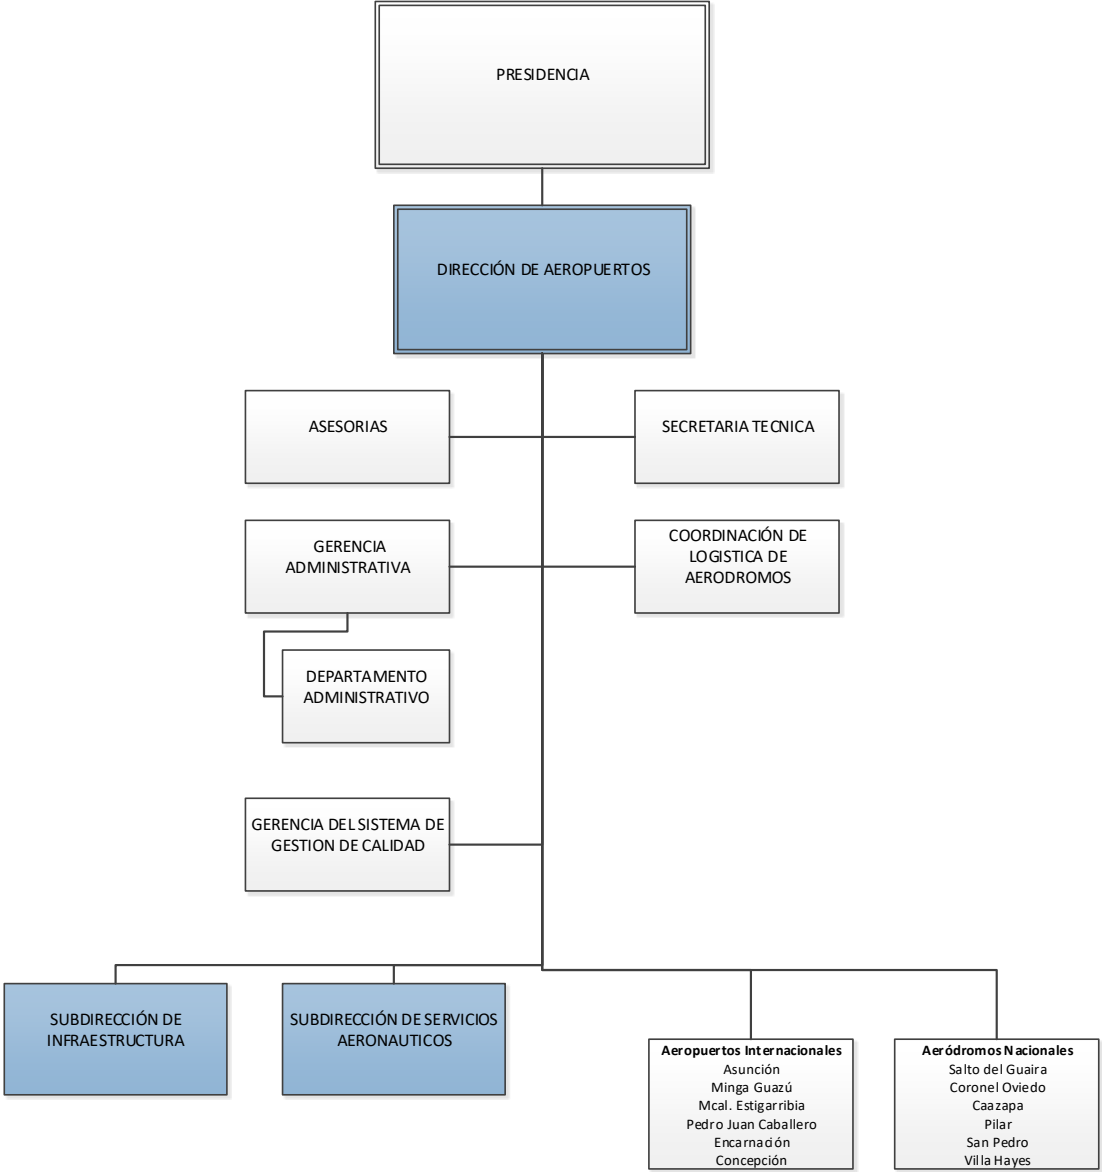 PRESIDENCIA
DIRECCIÓN DE AEROPUERTOS
ASESORIAS
SECRETARIA TECNICA
GERENCIA
ADMINISTRATIVA
COORDINACIÓN DE
LOGISTICA DE
AERODROMOS
DEPARTAMENTO
ADMINISTRATIVO
GERENCIA DEL SISTEMA DE
GESTION DE CALIDAD
SUBDIRECCIÓN DE
INFRAESTRUCTURA
SUBDIRECCIÓN DE SERVICIOS
AERONAUTICOS
Aeropuertos Internacionales
Asunción
Minga Guazú
Mcal. Estigarribia
Pedro Juan Caballero
Encarnación
Concepción
Aeródromos Nacionales
Salto del Guaira
Coronel Oviedo
Caazapa
Pilar
San Pedro
Villa Hayes